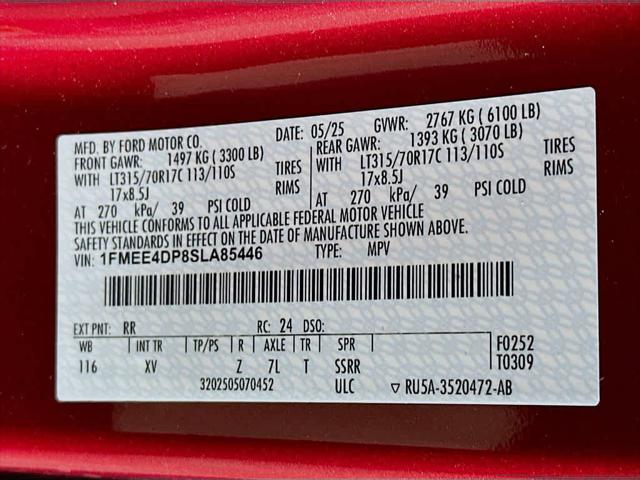 MFD. BY FORD MOTOR CO.
DATE: 05/25 GVWR: 2767 KG ( 6100 LB)
FRONT GAWR: 1497 KG ( 3300 LB) REAR GAWR: 1393 KG ( 3070 LB)
WITH LT315/70R17C 113/110S TIRES WITH LT315/70R17C 113/110S TIRES
17x8.5J RIMS 17x8.5J RIMS
AT 270 kPa/ 39 PSI COLD AT 270 kPa/ 39 PSI COLD
THIS VEHICLE CONFORMS TO ALL APPLICABLE FEDERAL MOTOR VEHICLE
SAFETY STANDARDS IN EFFECT ON THE DATE OF MANUFACTURE SHOWN ABOVE.
VIN: 1FMEE4DP8SLA85446 TYPE: MPV
EXT PNT: RR RC: 24 DSO:
WB INT TR TP/PS R AXLE TR SPR F0252
116 XV Z 7L T SSRR T0309
3202505070452 ULC ▽ RU5A-3520472-AB